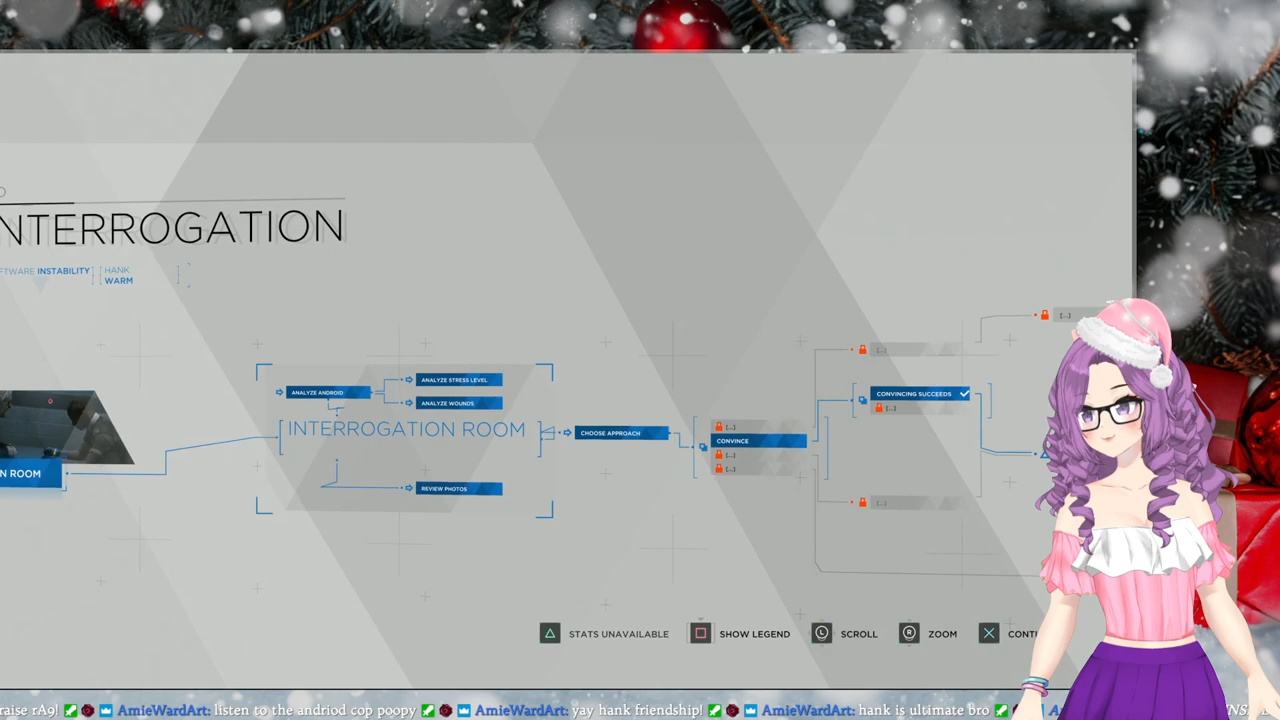 NTERROGATION
FTWARE INSTABILITY
HANK
WARM
N ROOM
ANALYZE ANDROID
ANALYZE STRESS LEVEL
ANALYZE WOUNDS
INTERROGATION ROOM
REVIEW PHOTOS
CHOOSE APPROACH
[...]
CONVINCE
[...]
[...]
[...]
CONVINCING SUCCEEDS
[...]
[...]
[...]
STATS UNAVAILABLE
SHOW LEGEND
L SCROLL
R ZOOM
CONTI
raise rA9! AmieWardArt: listen to the andriod cop poopy AmieWardArt: yay hank friendship! AmieWardArt: hank is ultimate bro